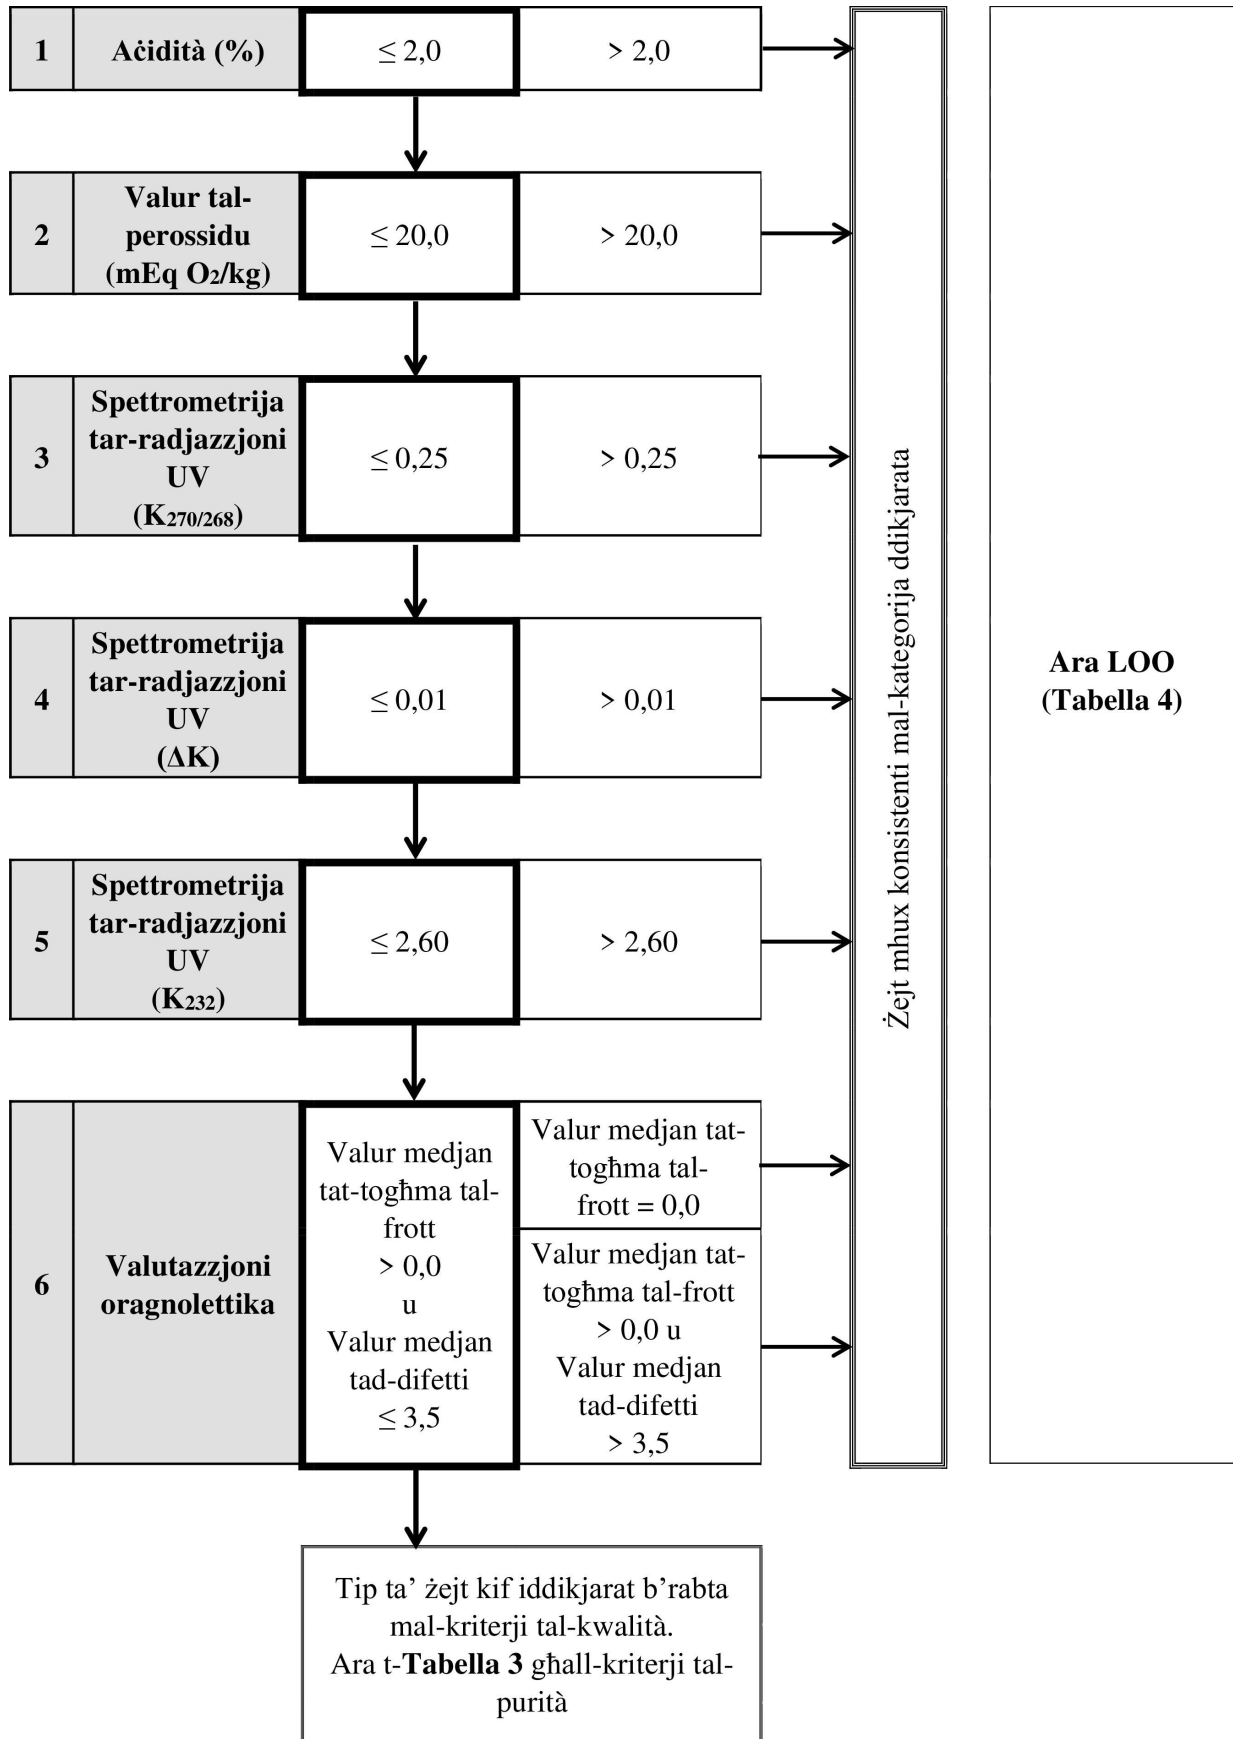 1
Aċidità (%)
≤ 2,0
> 2,0
2
Valur tal-
perossidu
(mEq O₂/kg)
≤ 20,0
> 20,0
3
Spettrometrija
tar-radjazzjoni
UV
(K₂₇₀/₂₆₈)
≤ 0,25
> 0,25
4
Spettrometrija
tar-radjazzjoni
UV
(ΔK)
≤ 0,01
> 0,01
5
Spettrometrija
tar-radjazzjoni
UV
(K₂₃₂)
≤ 2,60
> 2,60
6
Valutazzjoni
oragnolettika
Valur medjan
tat-togħma tal-
frott
> 0,0
u
Valur medjan
tad-difetti
≤ 3,5
Valur medjan tat-
togħma tal-
frott = 0,0
Valur medjan tat-
togħma tal-frott
> 0,0 u
Valur medjan
tad-difetti
> 3,5
Żejt mhux konsistenti mal-kategorija ddikjarata
Ara LOO
(Tabella 4)
Tip ta’ żejt kif iddikjarat b’rabta
mal-kriterji tal-kwalità.
Ara t-Tabella 3 għall-kriterji tal-
purità